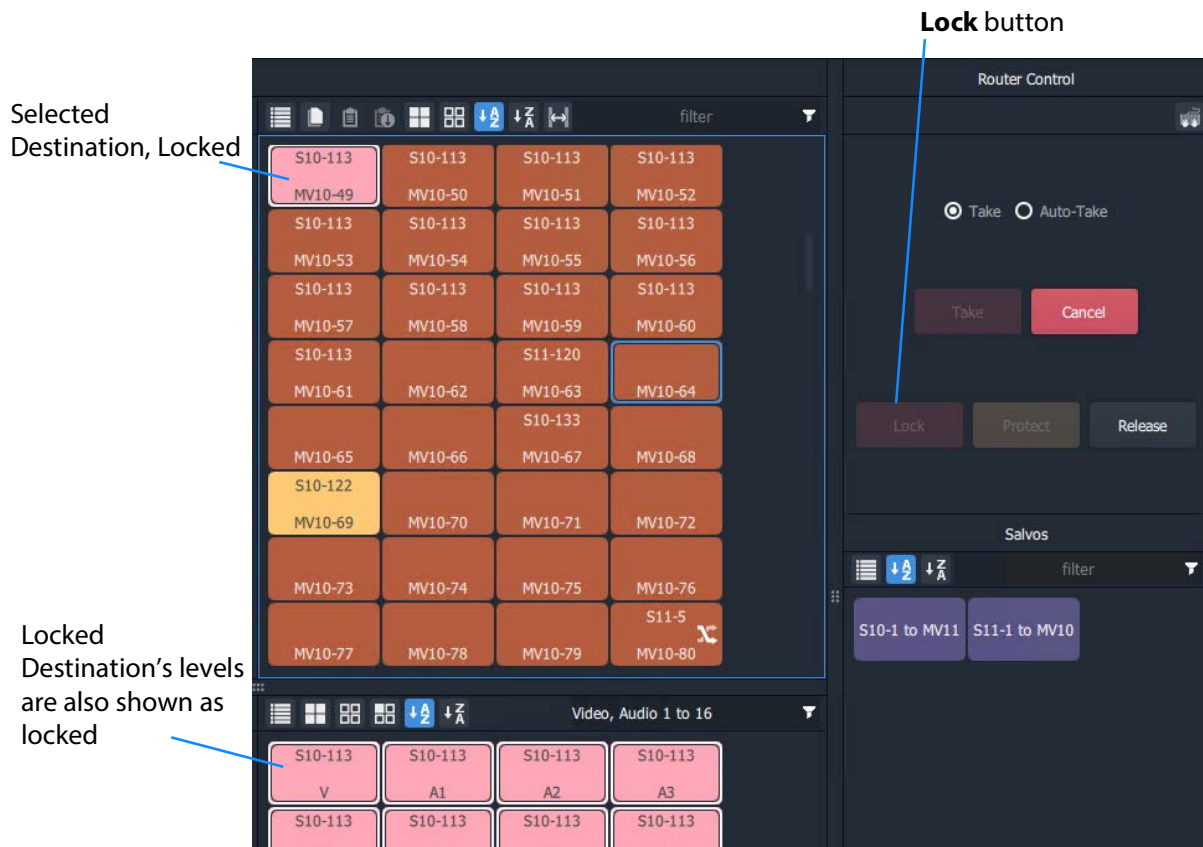 Lock button
Router Control
Selected
Destination, Locked
filter
S10-113 S10-113 S10-113 S10-113
MV10-49 MV10-50 MV10-51 MV10-52
S10-113 S10-113 S10-113 S10-113
MV10-53 MV10-54 MV10-55 MV10-56
S10-113 S10-113 S10-113 S10-113
MV10-57 MV10-58 MV10-59 MV10-60
S10-113 S11-120
MV10-61 MV10-62 MV10-63 MV10-64
S10-133
MV10-65 MV10-66 MV10-67 MV10-68
S10-122
MV10-69 MV10-70 MV10-71 MV10-72
MV10-73 MV10-74 MV10-75 MV10-76
S11-5
MV10-77 MV10-78 MV10-79 MV10-80
Take Auto-Take
Take Cancel
Lock Protect Release
Salvos
filter
S10-1 to MV11 S11-1 to MV10
Locked
Destination's levels
are also shown as
locked
Video, Audio 1 to 16
S10-113 S10-113 S10-113 S10-113
V A1 A2 A3
S10-113 S10-113 S10-113 S10-113